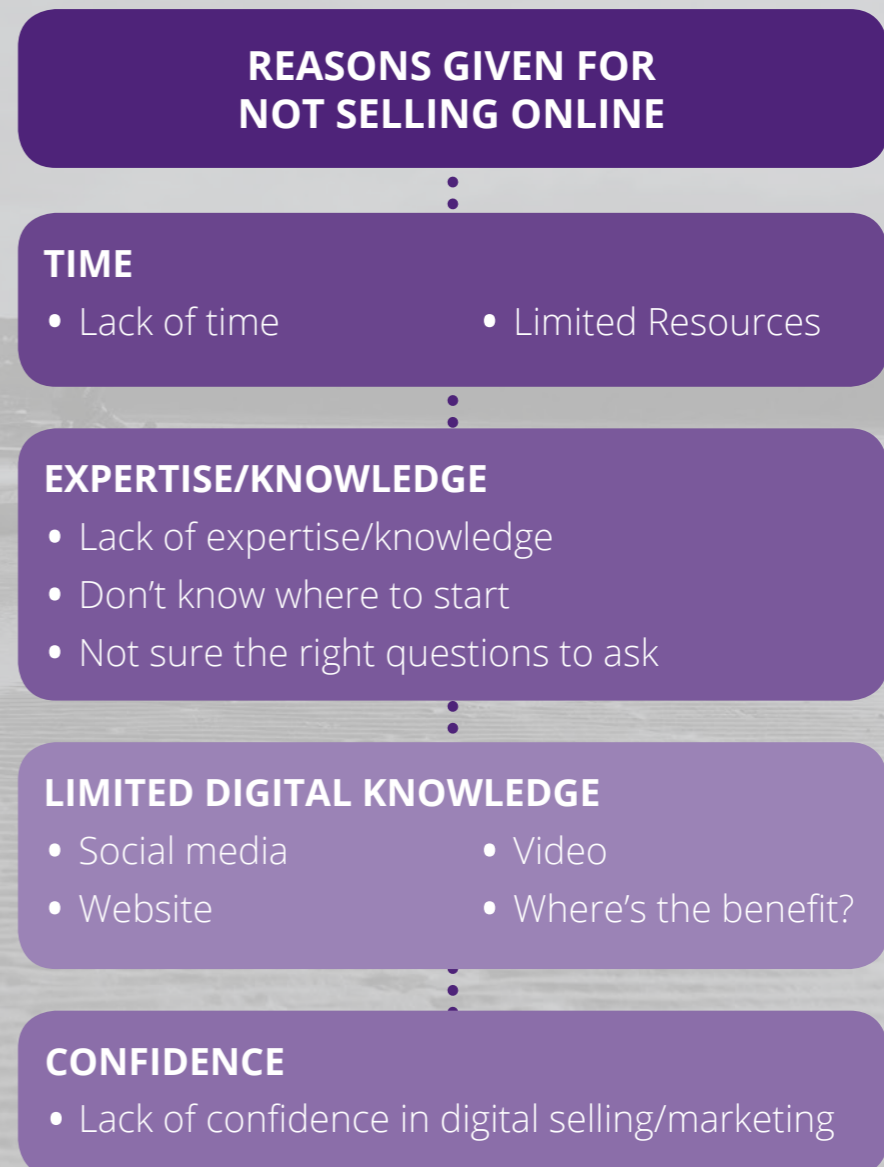 REASONS GIVEN FOR
NOT SELLING ONLINE
TIME
• Lack of time
• Limited Resources
EXPERTISE/KNOWLEDGE
• Lack of expertise/knowledge
• Don’t know where to start
• Not sure the right questions to ask
LIMITED DIGITAL KNOWLEDGE
• Social media
• Website
• Video
• Where’s the benefit?
CONFIDENCE
• Lack of confidence in digital selling/marketing